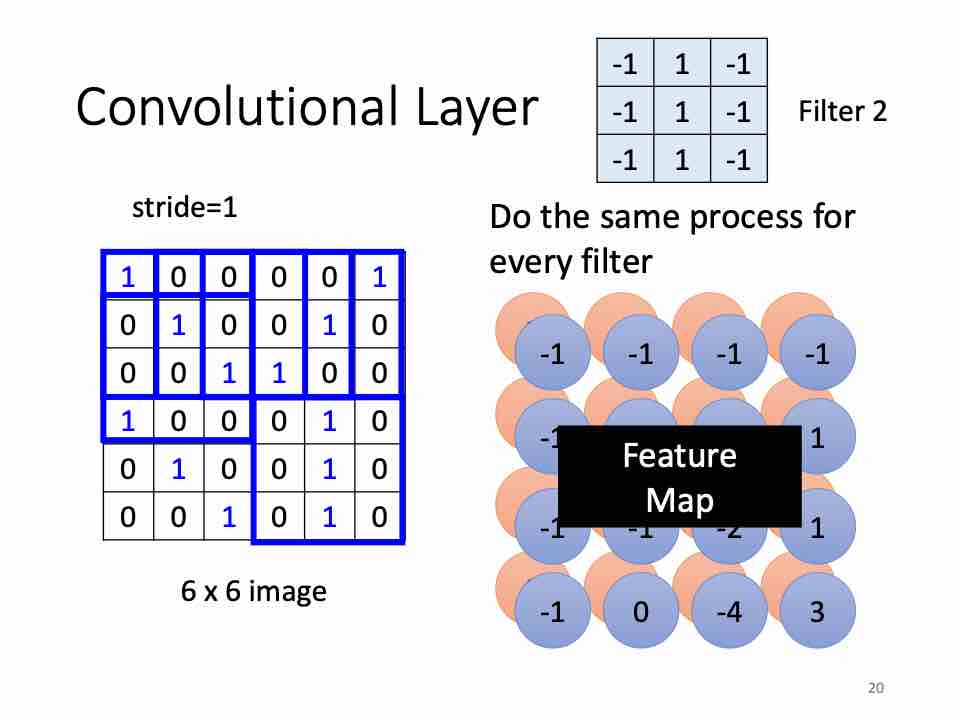 Convolutional Layer
-1 1 -1
-1 1 -1
-1 1 -1
Filter 2
stride=1
Do the same process for
every filter
1 0 0 0 0 1
0 1 0 0 1 0
0 0 1 1 0 0
1 0 0 0 1 0
0 1 0 0 1 0
0 0 1 0 1 0
6 x 6 image
-1 -1 -1 -1
-1 1
Feature
Map
-1 -1 -2 1
-1 0 -4 3
20